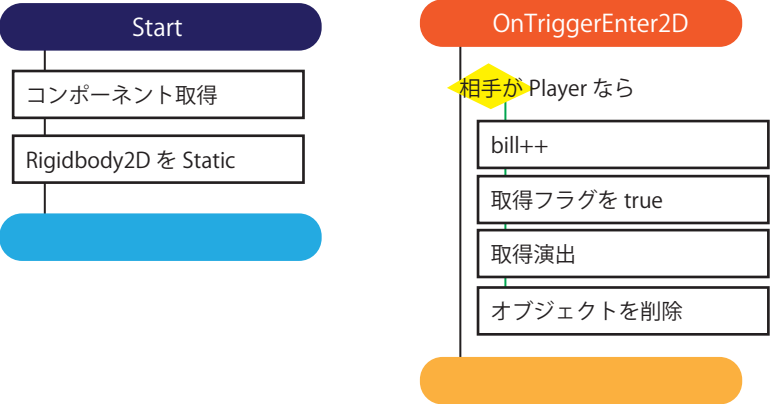 Start
コンポーネント取得
Rigidbody2D を Static
OnTriggerEnter2D
相手が Player なら
bill++
取得フラグを true
取得演出
オブジェクトを削除